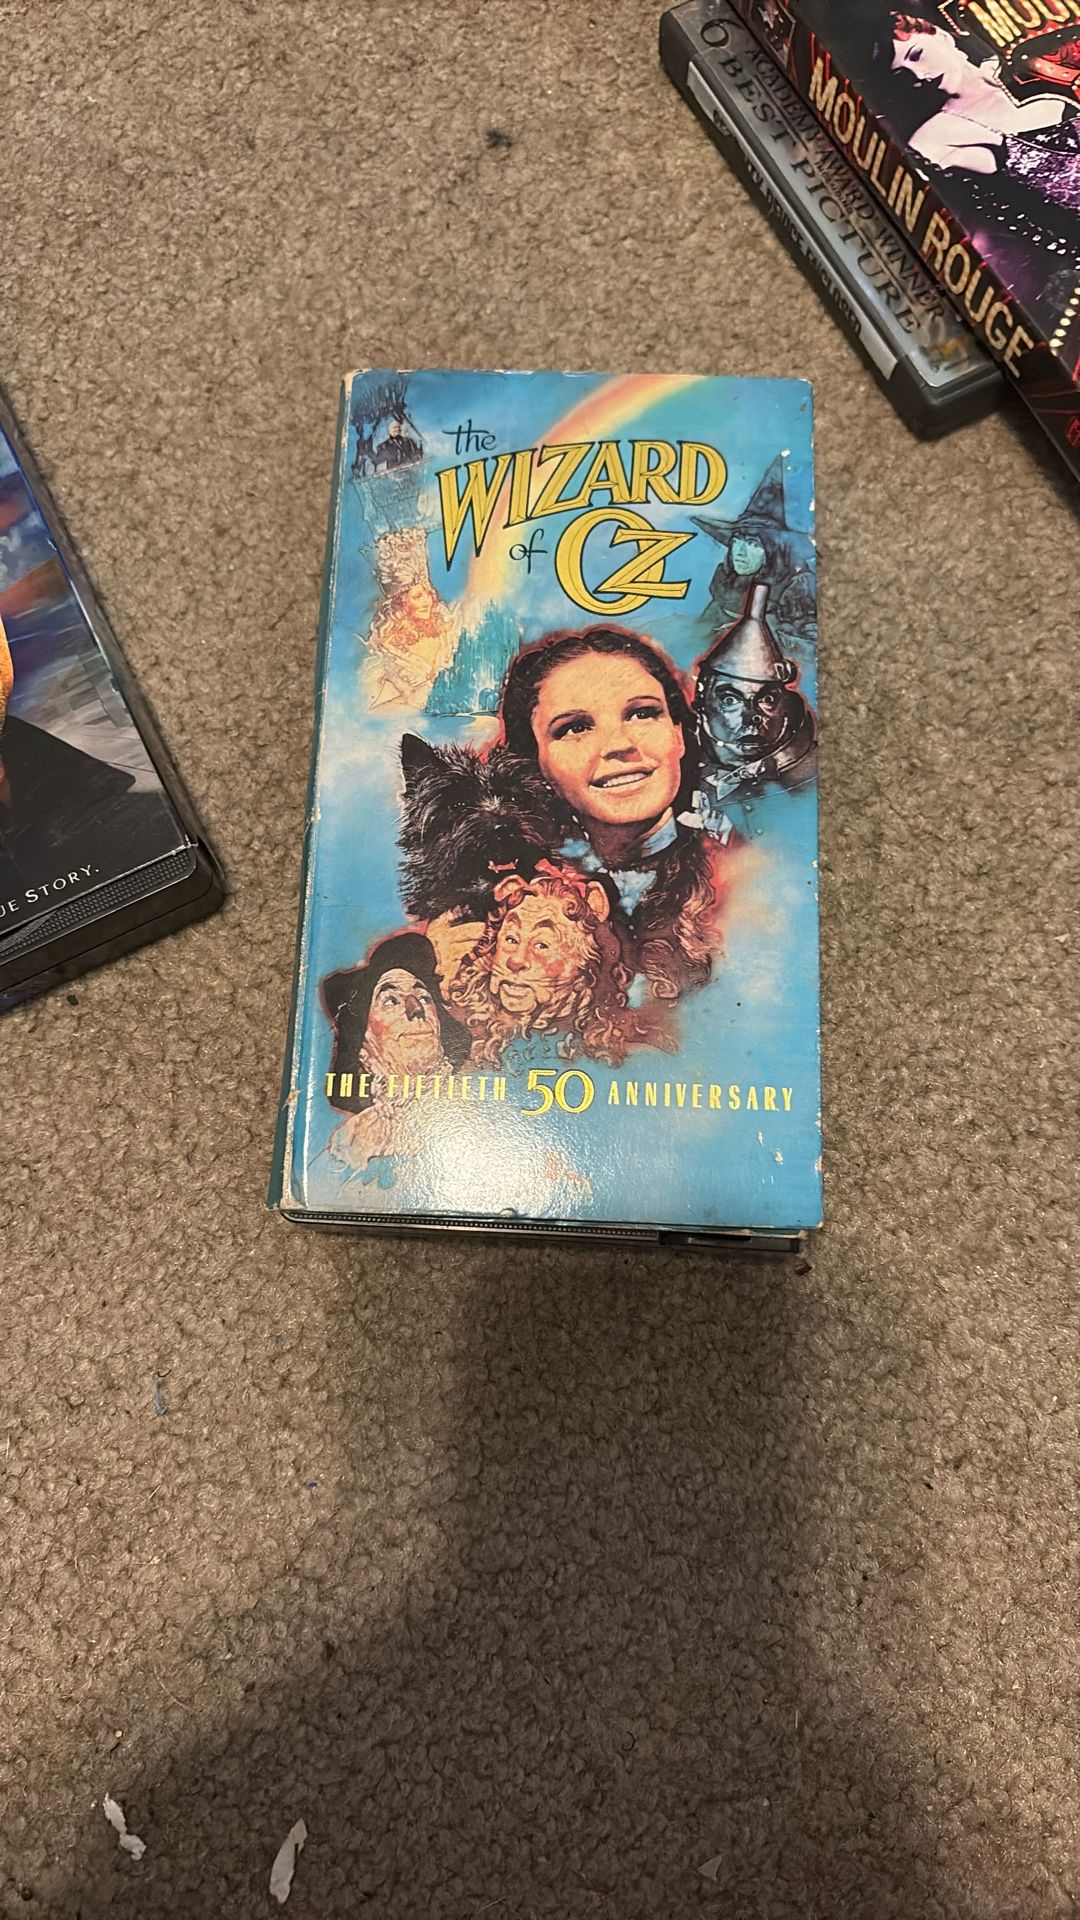 the
WIZARD
of OZ
THE FIFTIETH 50 ANNIVERSARY
MOULIN ROUGE
6 ACADEMY AWARD WINNER
BEST PICTURE
UE STORY.